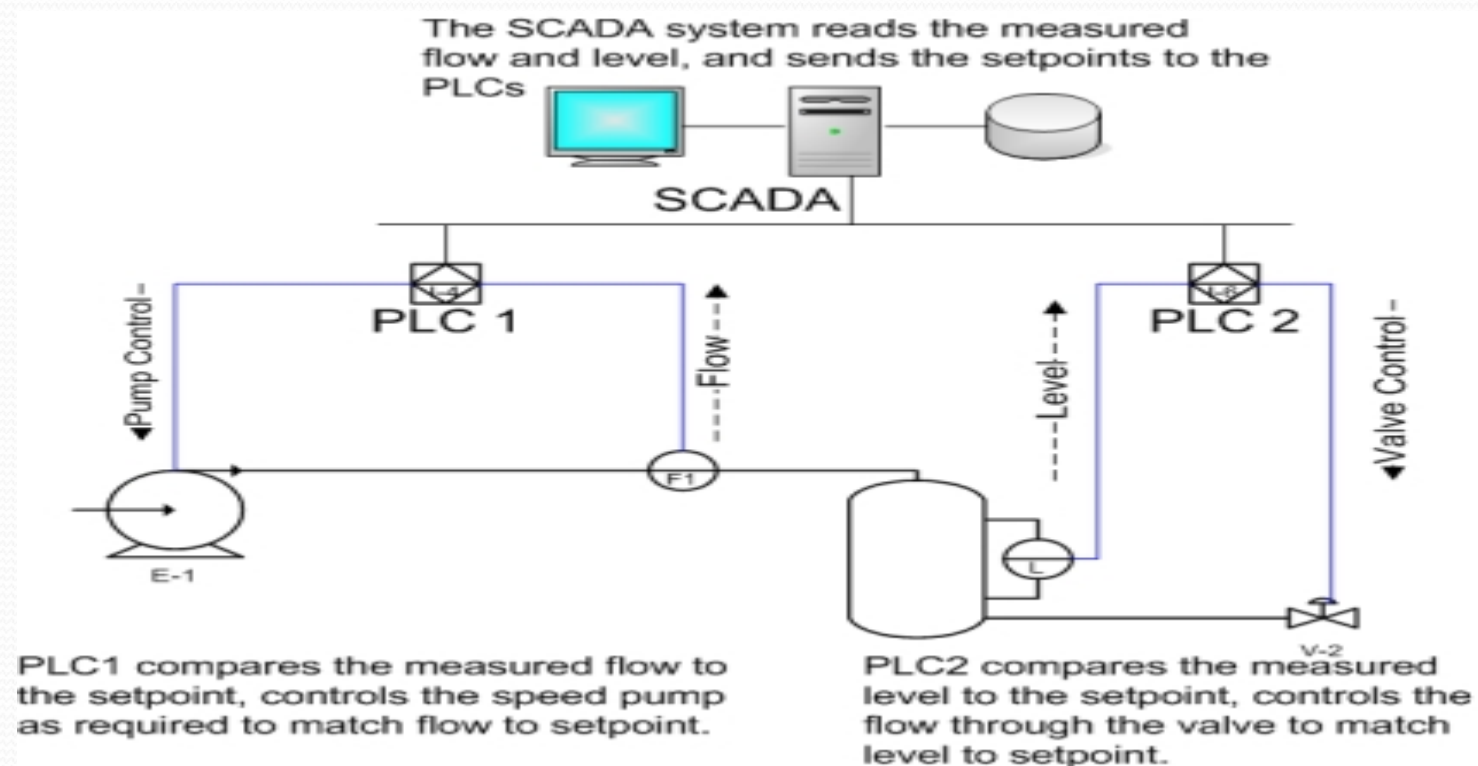 The SCADA system reads the measured
flow and level, and sends the setpoints to the
PLCs
SCADA
I-4
PLC 1
I-6
PLC 2
Pump Control
Flow
Level
Valve Control
F1
E-1
L
V-2
PLC1 compares the measured flow to
the setpoint, controls the speed pump
as required to match flow to setpoint.
PLC2 compares the measured
level to the setpoint, controls the
flow through the valve to match
level to setpoint.